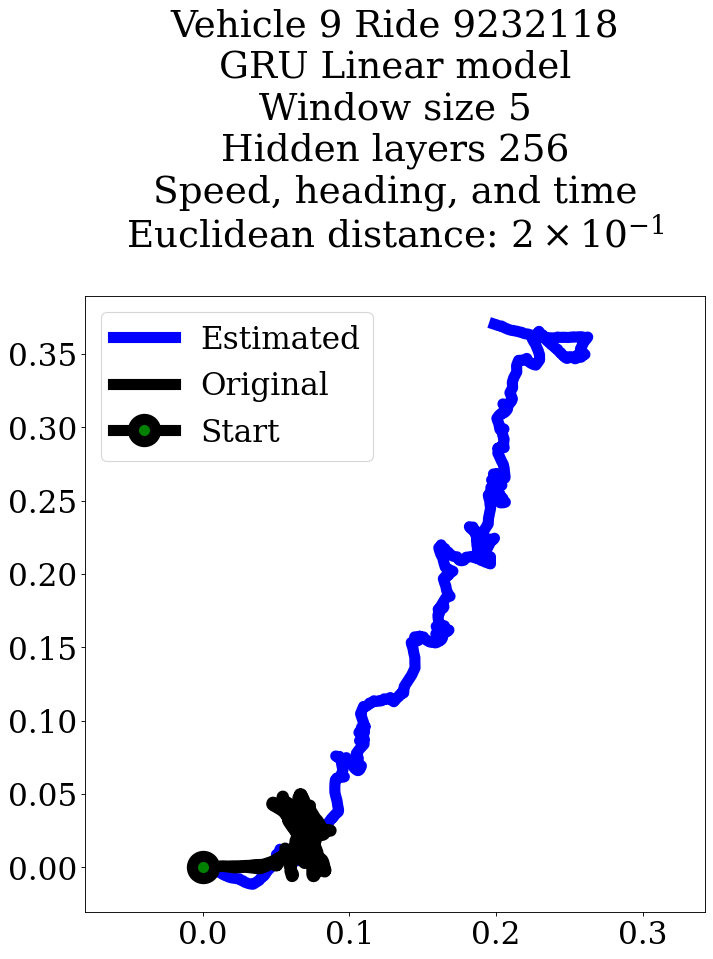 Vehicle 9 Ride 9232118
GRU Linear model
Window size 5
Hidden layers 256
Speed, heading, and time
Euclidean distance: 2 × 10⁻¹
Estimated
Original
Start
0.35
0.30
0.25
0.20
0.15
0.10
0.05
0.00
0.0 0.1 0.2 0.3